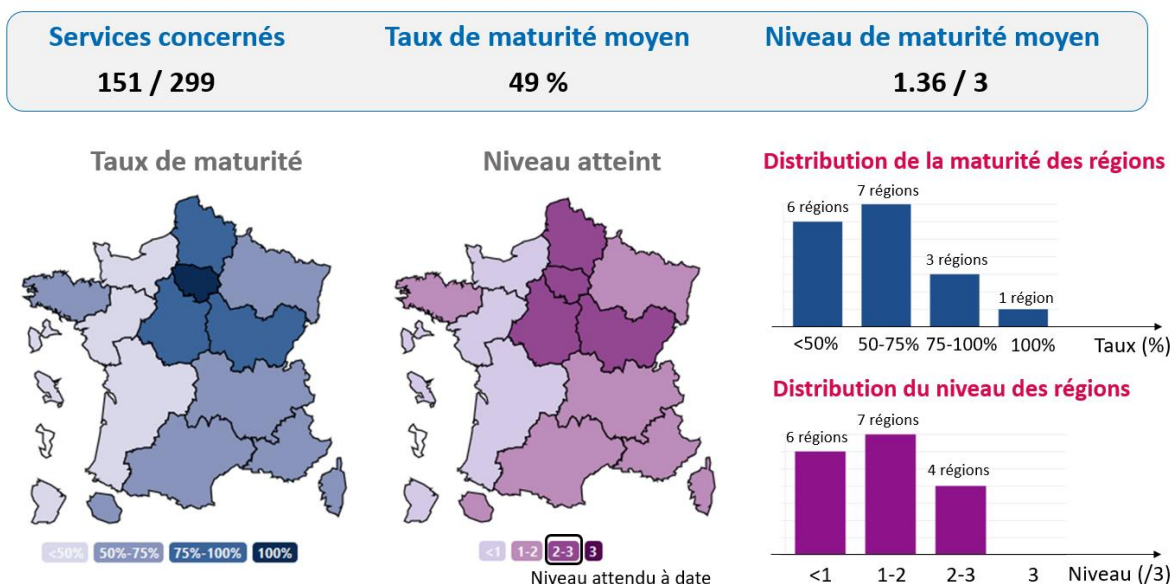 Services concernés
151 / 299
Taux de maturité moyen
49 %
Niveau de maturité moyen
1.36 / 3
Taux de maturité
<50%
50%-75%
75%-100%
100%
Niveau atteint
<1
1-2
2-3
3
Niveau attendu à date
Distribution de la maturité des régions
6 régions
7 régions
3 régions
1 région
<50%
50-75%
75-100%
100%
Taux (%)
Distribution du niveau des régions
6 régions
7 régions
4 régions
<1
1-2
2-3
3
Niveau (/3)